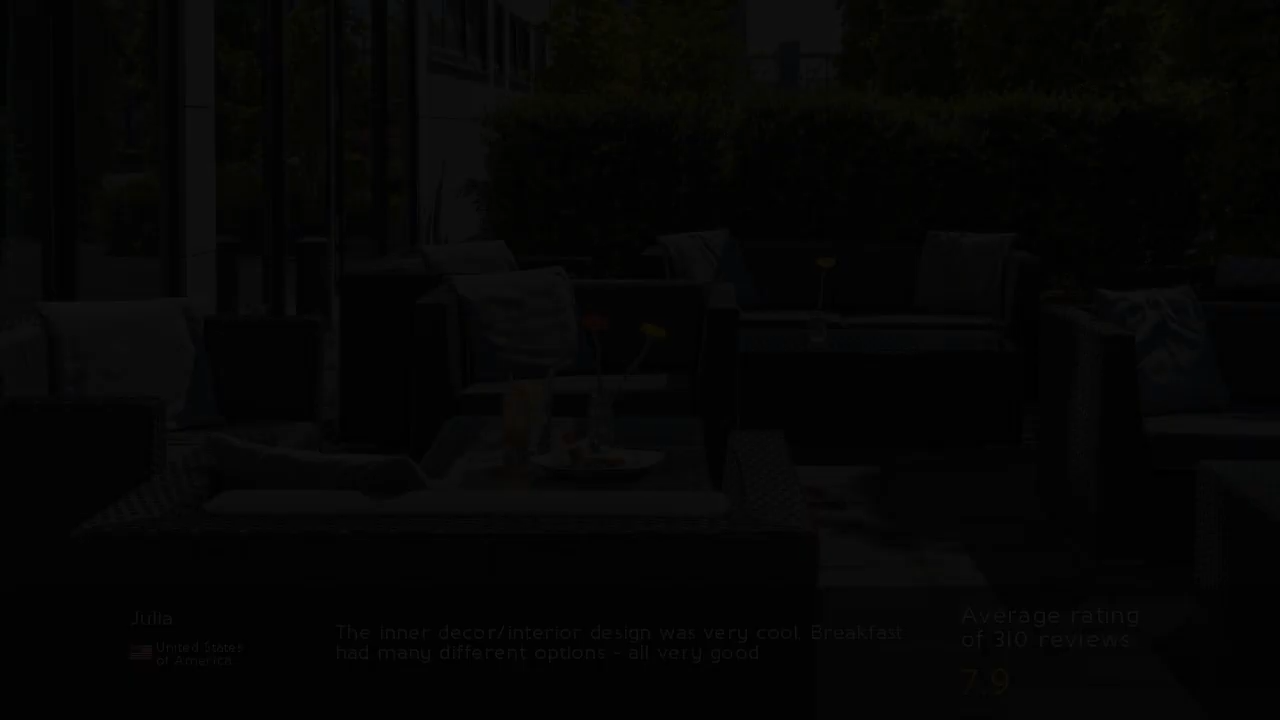 Julia
United States
of America
The inner decor/interior design was very cool. Breakfast
had many different options - all very good
Average rating
of 310 reviews
7.9